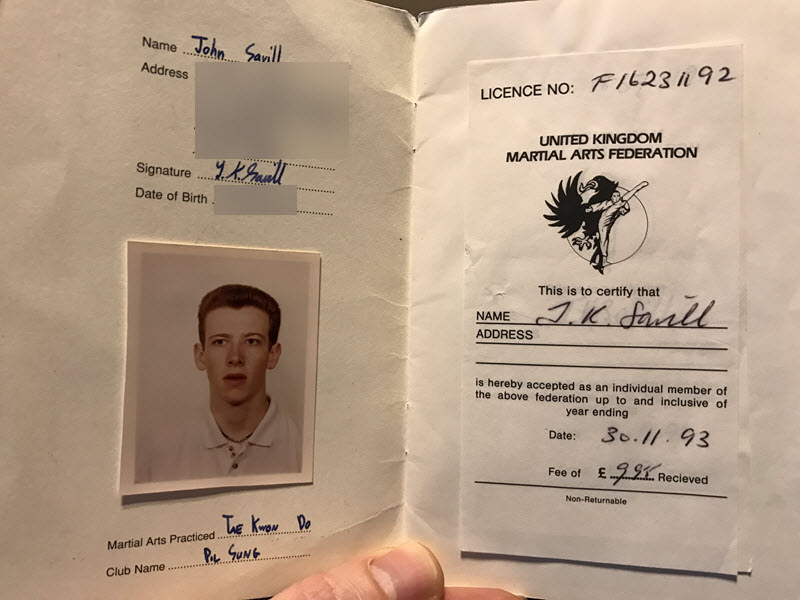 Name John Savill
Address
Signature J.K. Savill
Date of Birth
Martial Arts Practiced Tae Kwon Do
Club Name Pil Sung
LICENCE NO: F16231192
UNITED KINGDOM
MARTIAL ARTS FEDERATION
This is to certify that
NAME J. K. Savill
ADDRESS
is hereby accepted as an individual member of
the above federation up to and inclusive of
year ending
Date: 30.11.93
Fee of £ Recieved
Non-Returnable